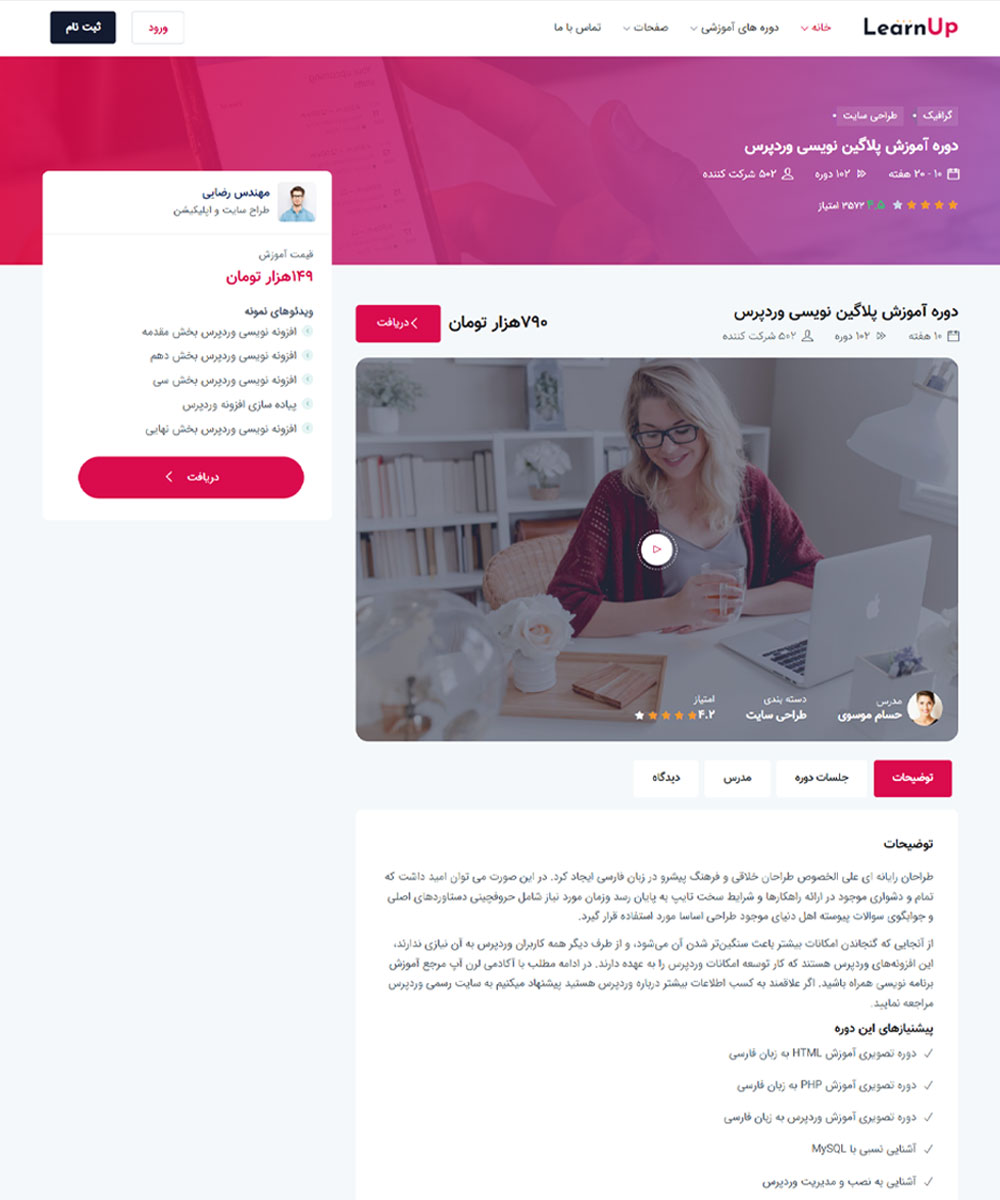 LearnUp
خانه
دوره های آموزشی
صفحات
تماس با ما
ورود
ثبت نام
گرافیک • طراحی سایت •
دوره آموزش پلاگین نویسی وردپرس
۱۰ - ۲۰ هفته
۱۰۲ دوره
۵۰۲ شرکت کننده
۴.۵ ۳۵۷۲ امتیاز
مهندس رضایی
طراح سایت و اپلیکیشن
قیمت آموزش
۱۴۹هزار تومان
ویدئوهای نمونه
افزونه نویسی وردپرس بخش مقدمه
افزونه نویسی وردپرس بخش دهم
افزونه نویسی وردپرس بخش سی
پیاده سازی افزونه وردپرس
افزونه نویسی وردپرس بخش نهایی
دریافت
دوره آموزش پلاگین نویسی وردپرس
۱۰ هفته
۱۰۲ دوره
۵۰۲ شرکت کننده
۷۹۰هزار تومان
دریافت
مدرس
حسام موسوی
دسته بندی
طراحی سایت
امتیاز
۴.۲
توضیحات
جلسات دوره
مدرس
دیدگاه
توضیحات
طراحان رایانه ای علی الخصوص طراحان خلاقی و فرهنگ پیشرو در زبان فارسی ایجاد کرد. در این صورت می توان امید داشت که
تمام و دشواری موجود در ارائه راهکارها و شرایط سخت تایپ به پایان رسد وزمان مورد نیاز شامل حروفچینی دستاوردهای اصلی
و جوابگوی سوالات پیوسته اهل دنیای موجود طراحی اساسا مورد استفاده قرار گیرد.
از آنجایی که گنجاندن امکانات بیشتر باعث سنگین‌تر شدن آن می‌شود، و از طرف دیگر همه کاربران وردپرس به آن نیازی ندارند،
این افزونه‌های وردپرس هستند که کار توسعه امکانات وردپرس را به عهده دارند. در ادامه مطلب با آکادمی لرن آپ مرجع آموزش
برنامه نویسی همراه باشید. اگر علاقمند به کسب اطلاعات بیشتر درباره وردپرس هستید پیشنهاد میکنیم به سایت رسمی وردپرس
مراجعه نمایید.
پیشنیازهای این دوره
دوره تصویری آموزش HTML به زبان فارسی
دوره تصویری آموزش PHP به زبان فارسی
دوره تصویری آموزش وردپرس به زبان فارسی
آشنایی نسبی با MySQL
آشنایی به نصب و مدیریت وردپرس